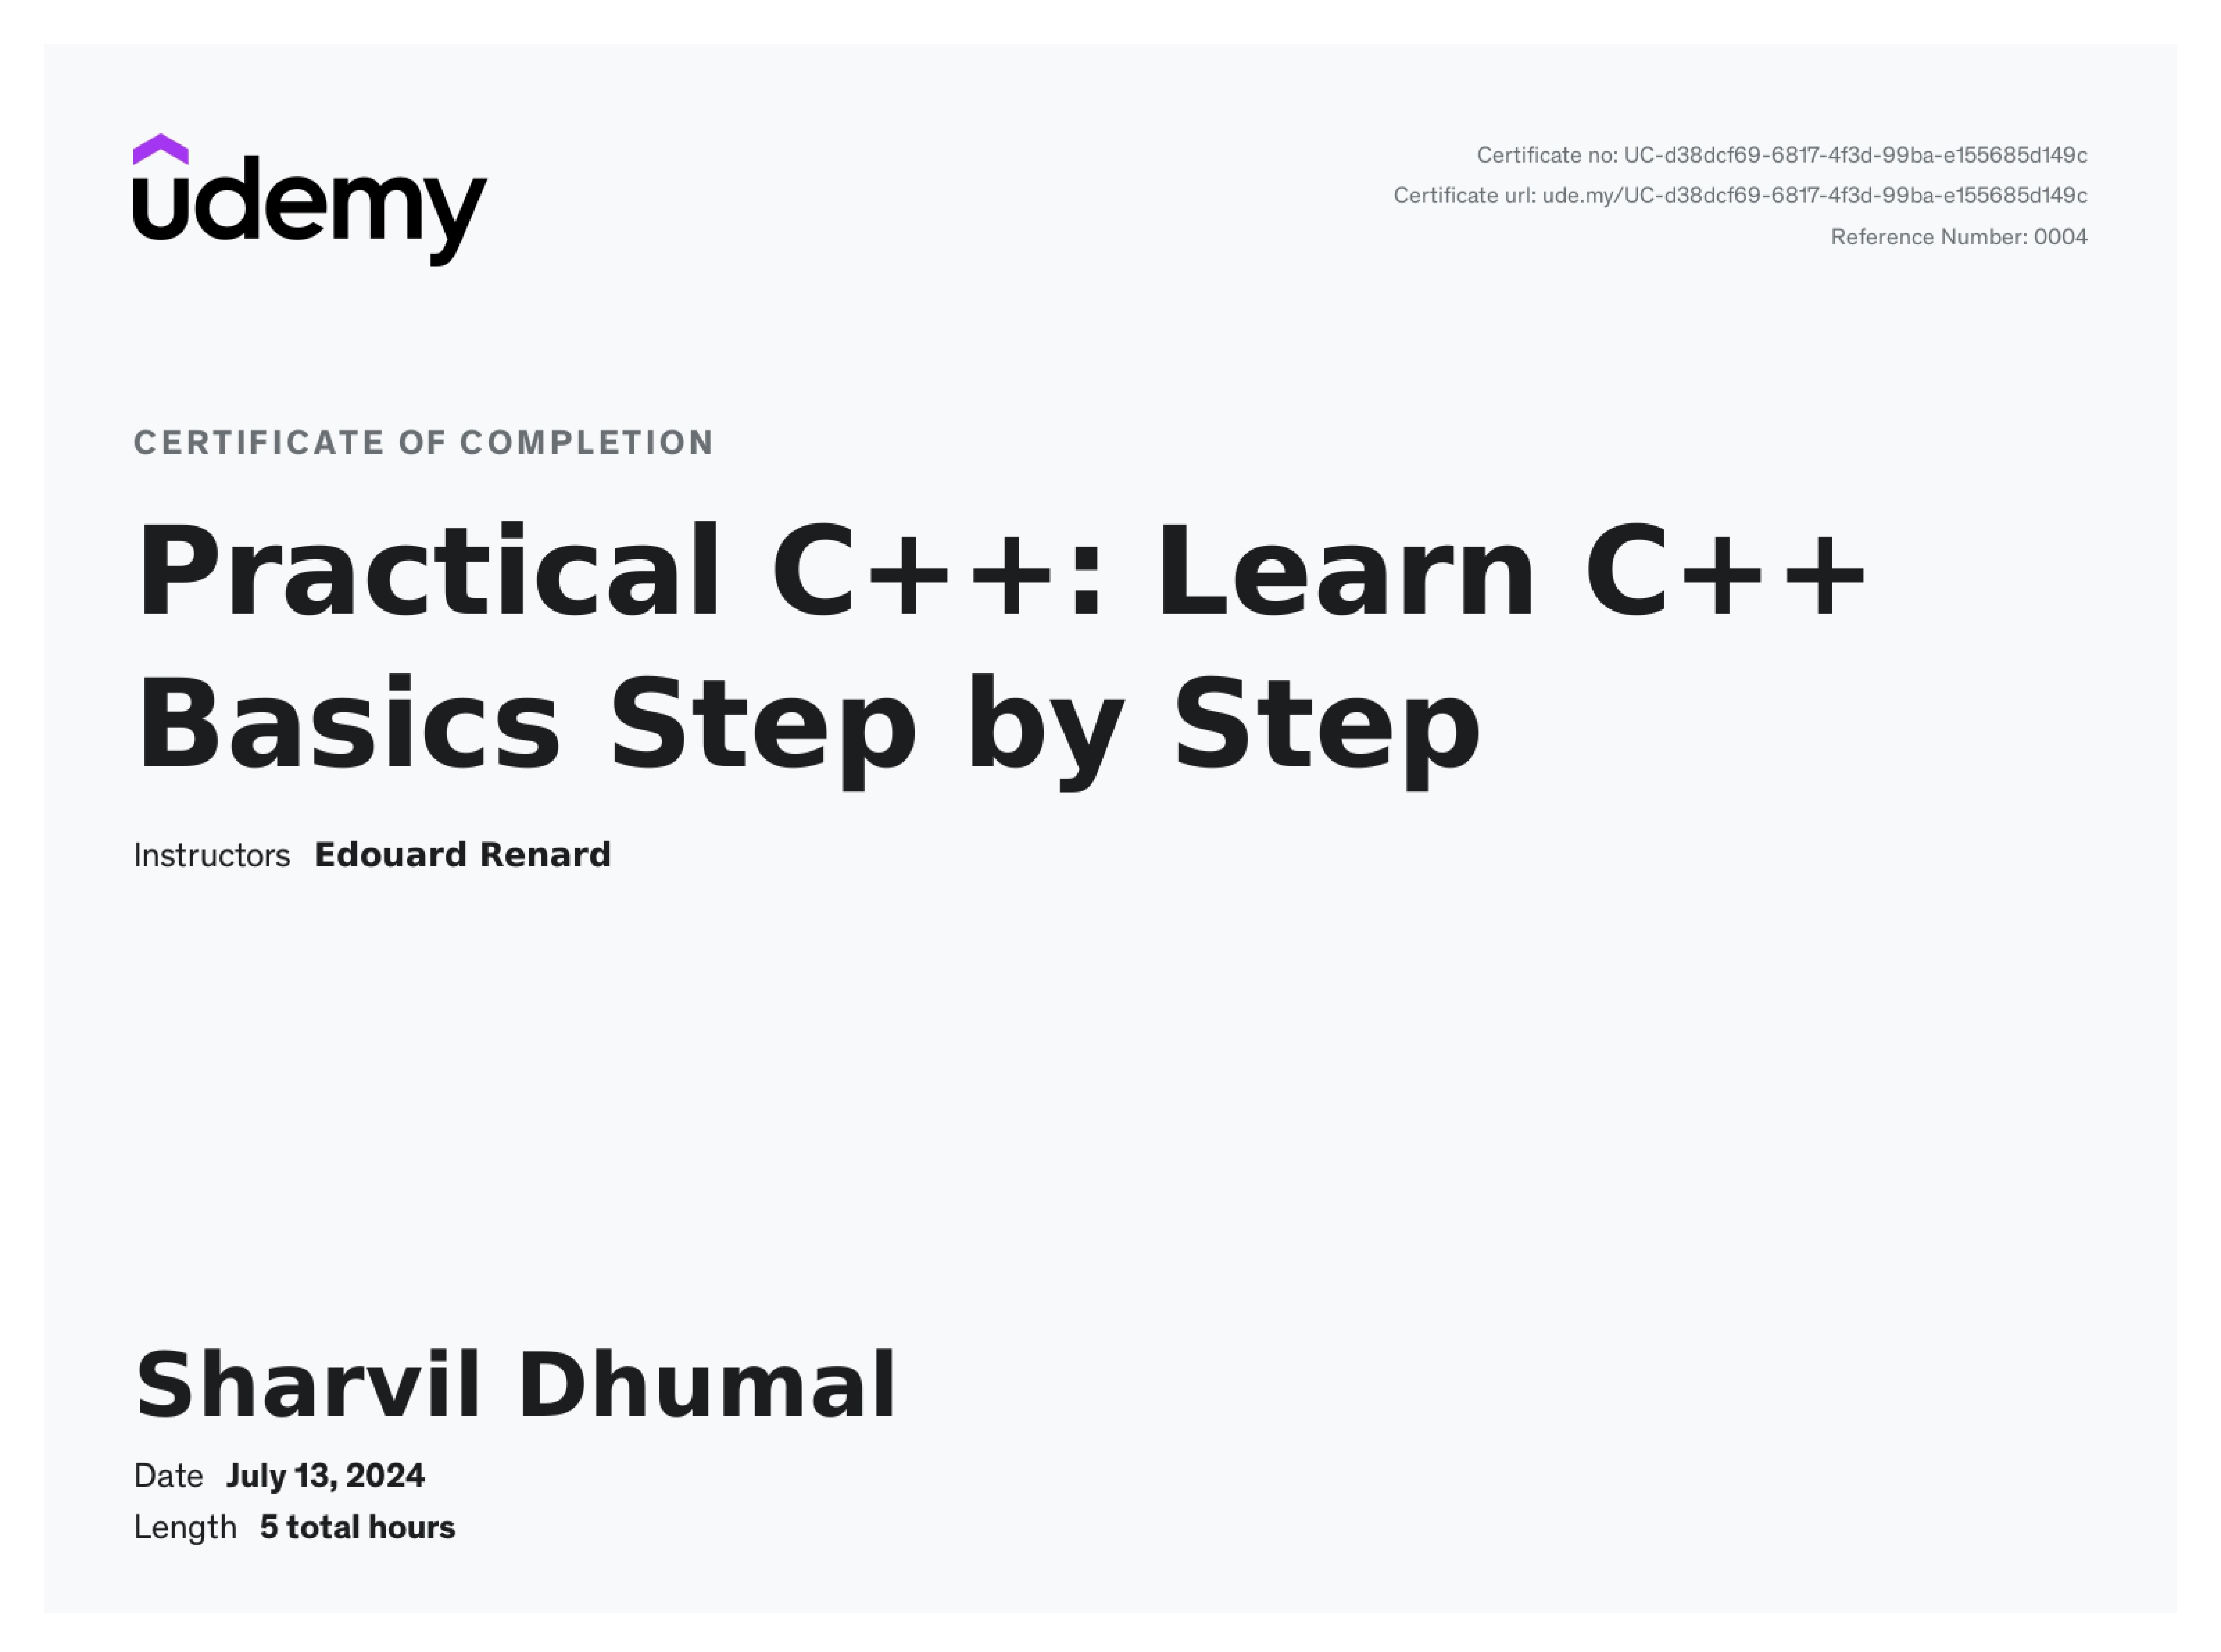 udemy
Certificate no: UC-d38dcf69-6817-4f3d-99ba-e155685d149c
Certificate url: ude.my/UC-d38dcf69-6817-4f3d-99ba-e155685d149c
Reference Number: 0004
CERTIFICATE OF COMPLETION
Practical C++: Learn C++
Basics Step by Step
Instructors Edouard Renard
Sharvil Dhumal
Date July 13, 2024
Length 5 total hours